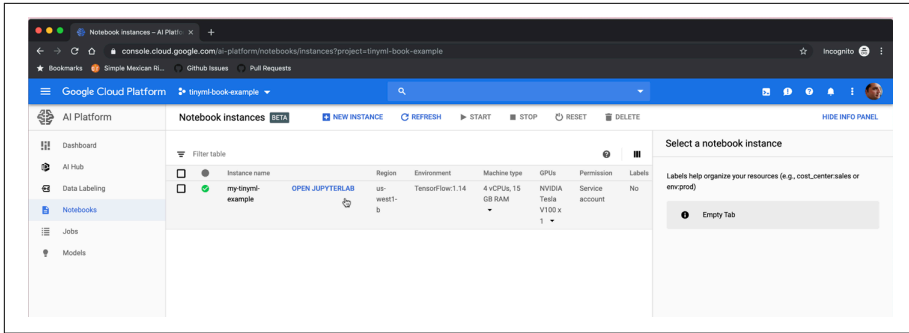 Notebook instances – AI Platfo
console.cloud.google.com/ai-platform/notebooks/instances?project=tinyml-book-example
Incognito
Bookmarks Simple Mexican Ri... Github Issues Pull Requests
Google Cloud Platform tinyml-book-example
AI Platform Notebook instances BETA NEW INSTANCE REFRESH START STOP RESET DELETE HIDE INFO PANEL
Dashboard
AI Hub
Data Labeling
Notebooks
Jobs
Models
Filter table
Instance name Region Environment Machine type GPUs Permission Labels
my-tinyml- OPEN JUPYTERLAB us- TensorFlow:1.14 4 vCPUs, 15 NVIDIA Service No
example west1- GB RAM Tesla account
b V100 x
1
Select a notebook instance
Labels help organize your resources (e.g., cost_center:sales or
env:prod)
Empty Tab